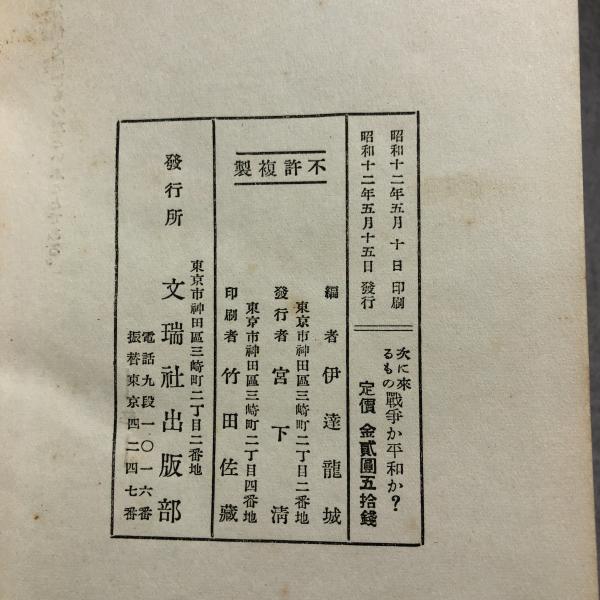 昭和十二年五月十日印刷
昭和十二年五月十五日發行
次に來るもの戰爭か平和か?
定價 金貳圓五拾錢
不許複製
編者 伊達龍城
東京市神田區三崎町二丁目二番地
發行者 宮下淸
東京市神田區三崎町二丁目四番地
印刷者 竹田佐藏
東京市神田區三崎町二丁目二番地
發行所 文瑞社出版部
電話九段一〇一六番
振替東京四二四七番